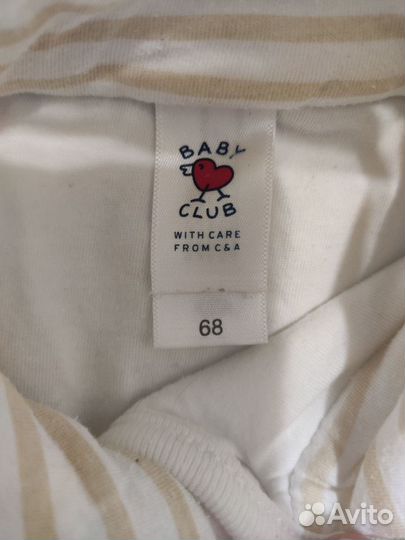 BABY
CLUB
WITH CARE
FROM C&A
68
Avito